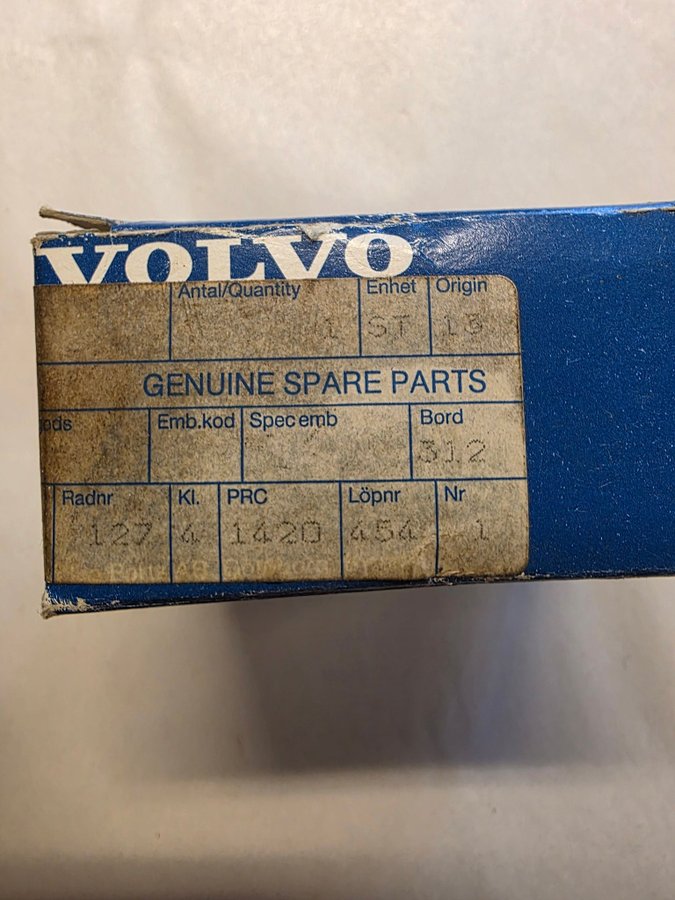 VOLVO
Antal/Quantity Enhet Origin
1 ST
GENUINE SPARE PARTS
Emb.kod Spec emb Bord
312
Radnr Kl. PRC Löpnr Nr
127 4 1420 454 1